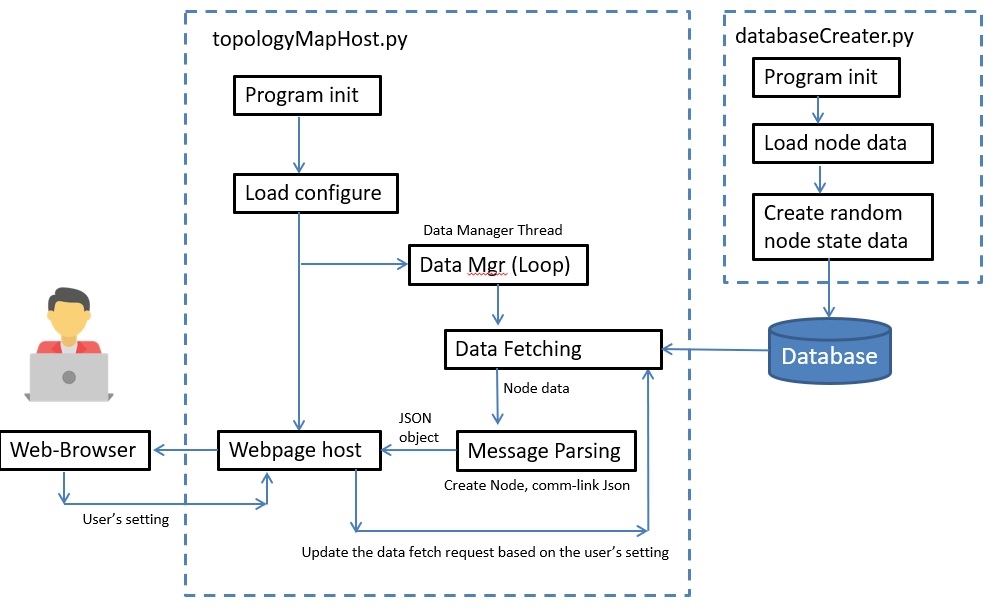 topologyMapHost.py
Program init
Load configure
Data Manager Thread
Data Mgr (Loop)
Data Fetching
Node data
JSON
object
Message Parsing
Create Node, comm-link Json
Webpage host
Web-Browser
User's setting
Update the data fetch request based on the user's setting
databaseCreater.py
Program init
Load node data
Create random
node state data
Database